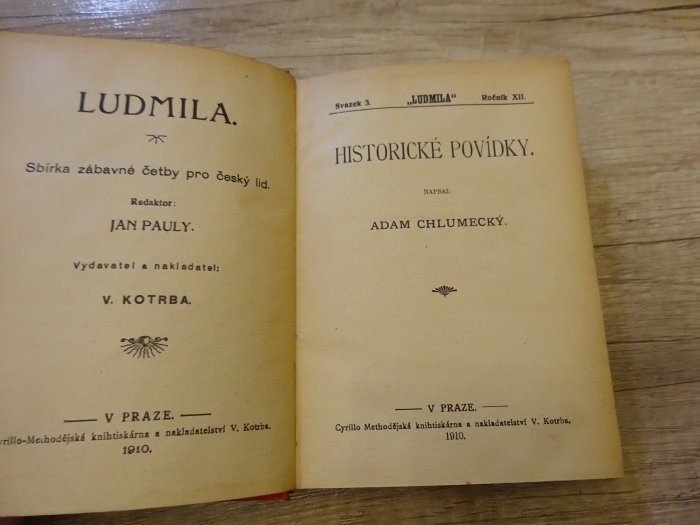 LUDMILA.
Sbírka zábavné četby pro český lid.
Redaktor:
JAN PAULY.
Vydavatel a nakladatel:
V. KOTRBA.
V PRAZE.
yrillo-Methodějská knihtiskárna a nakladatelství V. Kotrba.
1910.
Svazek 3. „LUDMILA“ Ročník XII.
HISTORICKÉ POVÍDKY.
NAPSAL
ADAM CHLUMECKÝ.
V PRAZE.
Cyrillo Methodějská knihtiskárna a nakladatelství V. Kotrba.
1910.